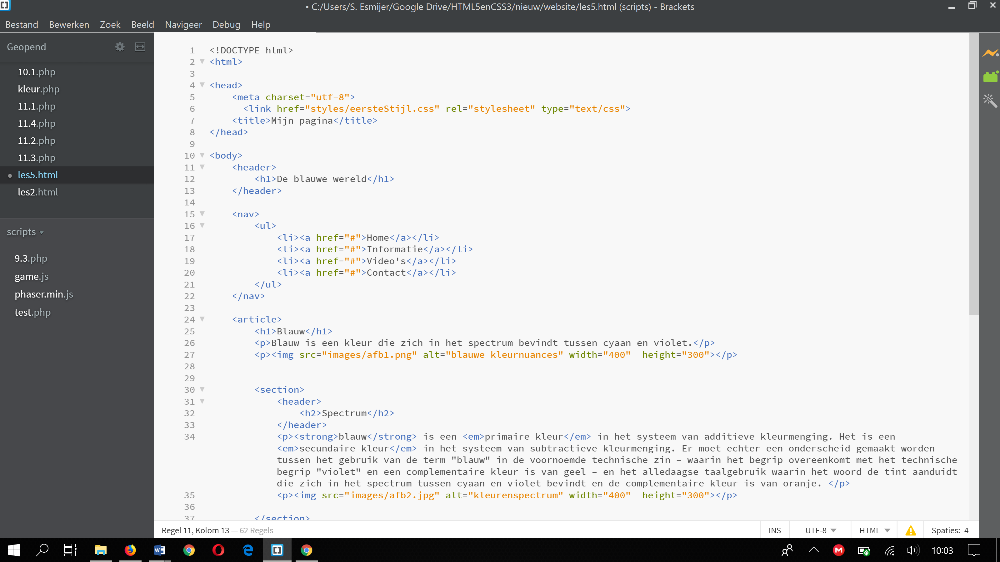 • C:/Users/S. Esmijer/Google Drive/HTML5enCSS3/nieuw/website/les5.html (scripts) - Brackets
Bestand Bewerken Zoek Beeld Navigeer Debug Help
Geopend
10.1.php
kleur.php
11.1.php
11.4.php
11.2.php
11.3.php
les5.html
les2.html
scripts
9.3.php
game.js
phaser.min.js
test.php
1 <!DOCTYPE html>
2 <html>
3
4 <head>
5     <meta charset="utf-8">
6       <link href="styles/eersteStijl.css" rel="stylesheet" type="text/css">
7     <title>Mijn pagina</title>
8 </head>
9
10 <body>
11     <header>
12         <h1>De blauwe wereld</h1>
13     </header>
14
15     <nav>
16         <ul>
17             <li><a href="#">Home</a></li>
18             <li><a href="#">Informatie</a></li>
19             <li><a href="#">Video's</a></li>
20             <li><a href="#">Contact</a></li>
21         </ul>
22     </nav>
23
24     <article>
25         <h1>Blauw</h1>
26         <p>Blauw is een kleur die zich in het spectrum bevindt tussen cyaan en violet.</p>
27         <p><img src="images/afb1.png" alt="blauwe kleurnuances" width="400"  height="300"></p>
28
29
30         <section>
31             <header>
32                 <h2>Spectrum</h2>
33             </header>
34             <p><strong>blauw</strong> is een <em>primaire kleur</em> in het systeem van additieve kleurmenging. Het is een
<em>secundaire kleur</em> in het systeem van subtractieve kleurmenging. Er moet echter een onderscheid gemaakt worden
tussen het gebruik van de term "blauw" in de voornoemde technische zin – waarin het begrip overeenkomt met het technische
begrip "violet" en een complementaire kleur is van geel – en het alledaagse taalgebruik waarin het woord de tint aanduidt
die zich in het spectrum tussen cyaan en violet bevindt en de complementaire kleur is van oranje. </p>
35             <p><img src="images/afb2.jpg" alt="kleurenspectrum" width="400"  height="300"></p>
36
37         </section>
Regel 11, Kolom 13 — 62 Regels INS UTF-8 HTML Spaties: 4
10:03